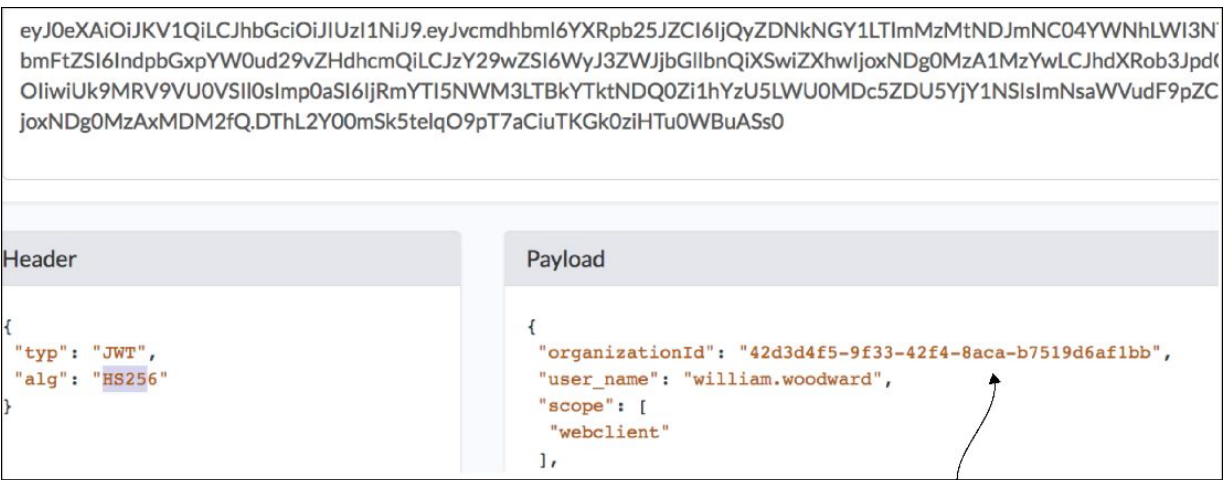 eyJ0eXAiOiJKV1QiLCJhbGciOiJIUzI1NiJ9.eyJvcmdhbml6YXRpb25JZCI6IjQyZDNkNGY1LTlmMzMtNDJmNC04YWNhLWI3N
bmFtZSI6IndpbGxpYW0ud29vZHdhcmQiLCJzY29wZSI6WyJ3ZWJjbGllbnQiXSwiZXhwIjoxNDg0MzA1MzYwLCJhdXRob3Jpd
OIiwiUk9MRV9VU0VSIl0sImp0aSI6IjRmYTI5NWM3LTBkYTktNDQ0Zi1hYzU5LWU0MDc5ZDU5YjY1NSIsImNsaWVudF9pZC
joxNDg0MzAxMDM2fQ.DThL2Y00mSk5teIqO9pT7aCiuTKGk0ziHTu0WBuASs0
Header
{
"typ": "JWT",
"alg": "HS256"
}
Payload
{
"organizationId": "42d3d4f5-9f33-42f4-8aca-b7519d6af1bb",
"user_name": "william.woodward",
"scope": [
"webclient"
],